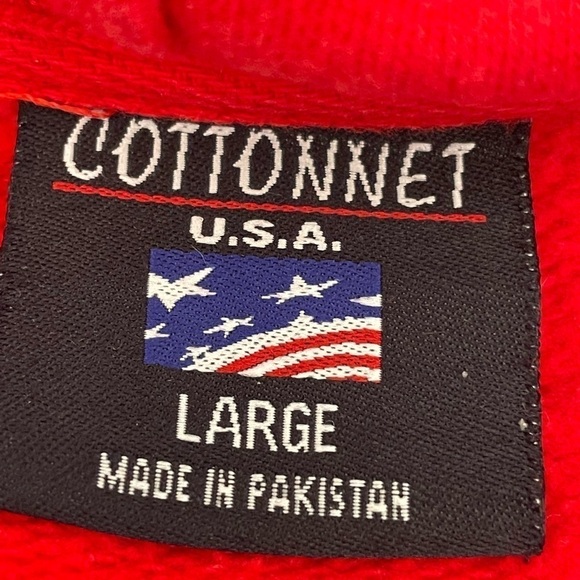 COTTONNET
U.S.A.
LARGE
MADE IN PAKISTAN